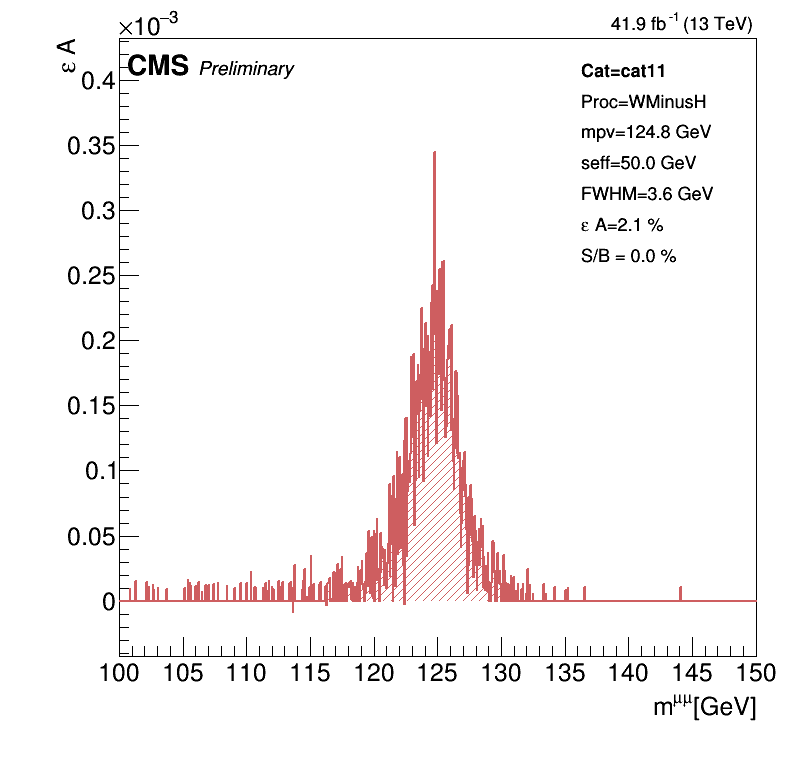 ×10⁻³
41.9 fb⁻¹ (13 TeV)
ε A
CMS Preliminary
Cat=cat11
Proc=WMinusH
mpv=124.8 GeV
seff=50.0 GeV
FWHM=3.6 GeV
ε A=2.1 %
S/B = 0.0 %
0.4
0.35
0.3
0.25
0.2
0.15
0.1
0.05
0
100 105 110 115 120 125 130 135 140 145 150
m^μμ[GeV]